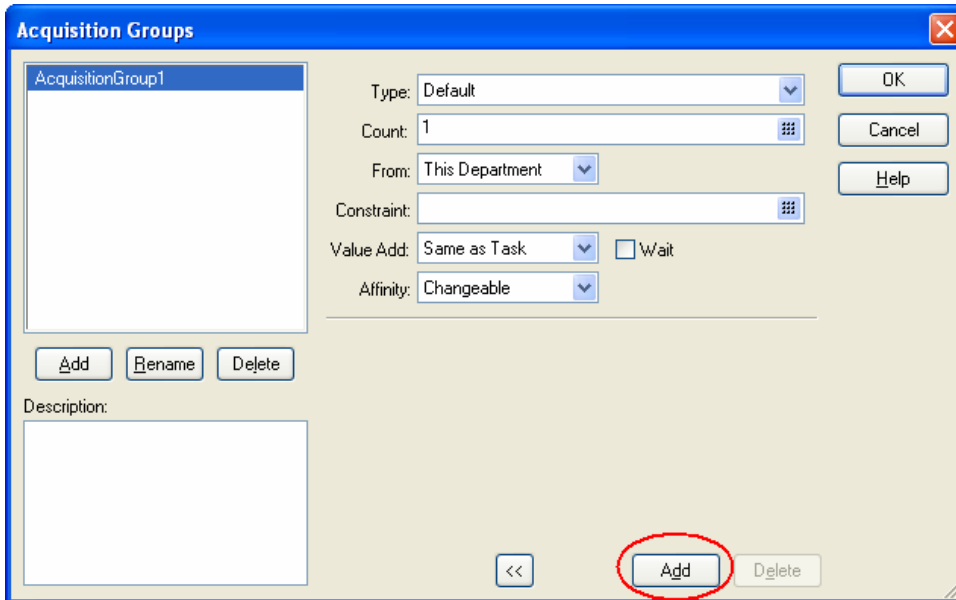 Acquisition Groups
AcquisitionGroup1
Type: Default
Count: 1
From: This Department
Constraint:
Value Add: Same as Task Wait
Affinity: Changeable
OK
Cancel
Help
Add Rename Delete
Description:
<< Add Delete